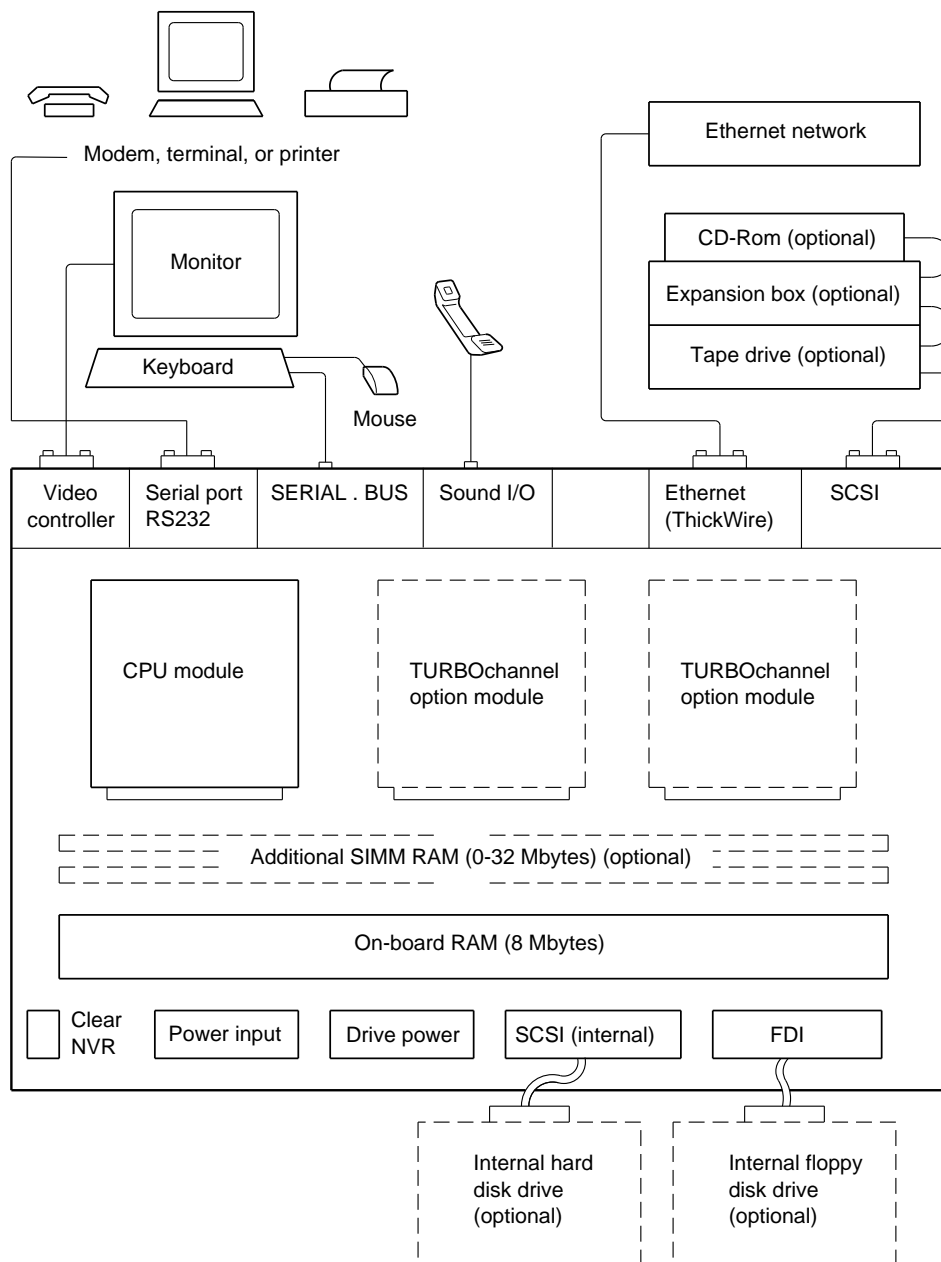 Modem, terminal, or printer
Ethernet network
CD-Rom (optional)
Expansion box (optional)
Tape drive (optional)
Monitor
Keyboard
Mouse
Video
controller
Serial port
RS232
SERIAL . BUS
Sound I/O
Ethernet
(ThickWire)
SCSI
CPU module
TURBOchannel
option module
TURBOchannel
option module
Additional SIMM RAM (0-32 Mbytes) (optional)
On-board RAM (8 Mbytes)
Clear
NVR
Power input
Drive power
SCSI (internal)
FDI
Internal hard
disk drive
(optional)
Internal floppy
disk drive
(optional)